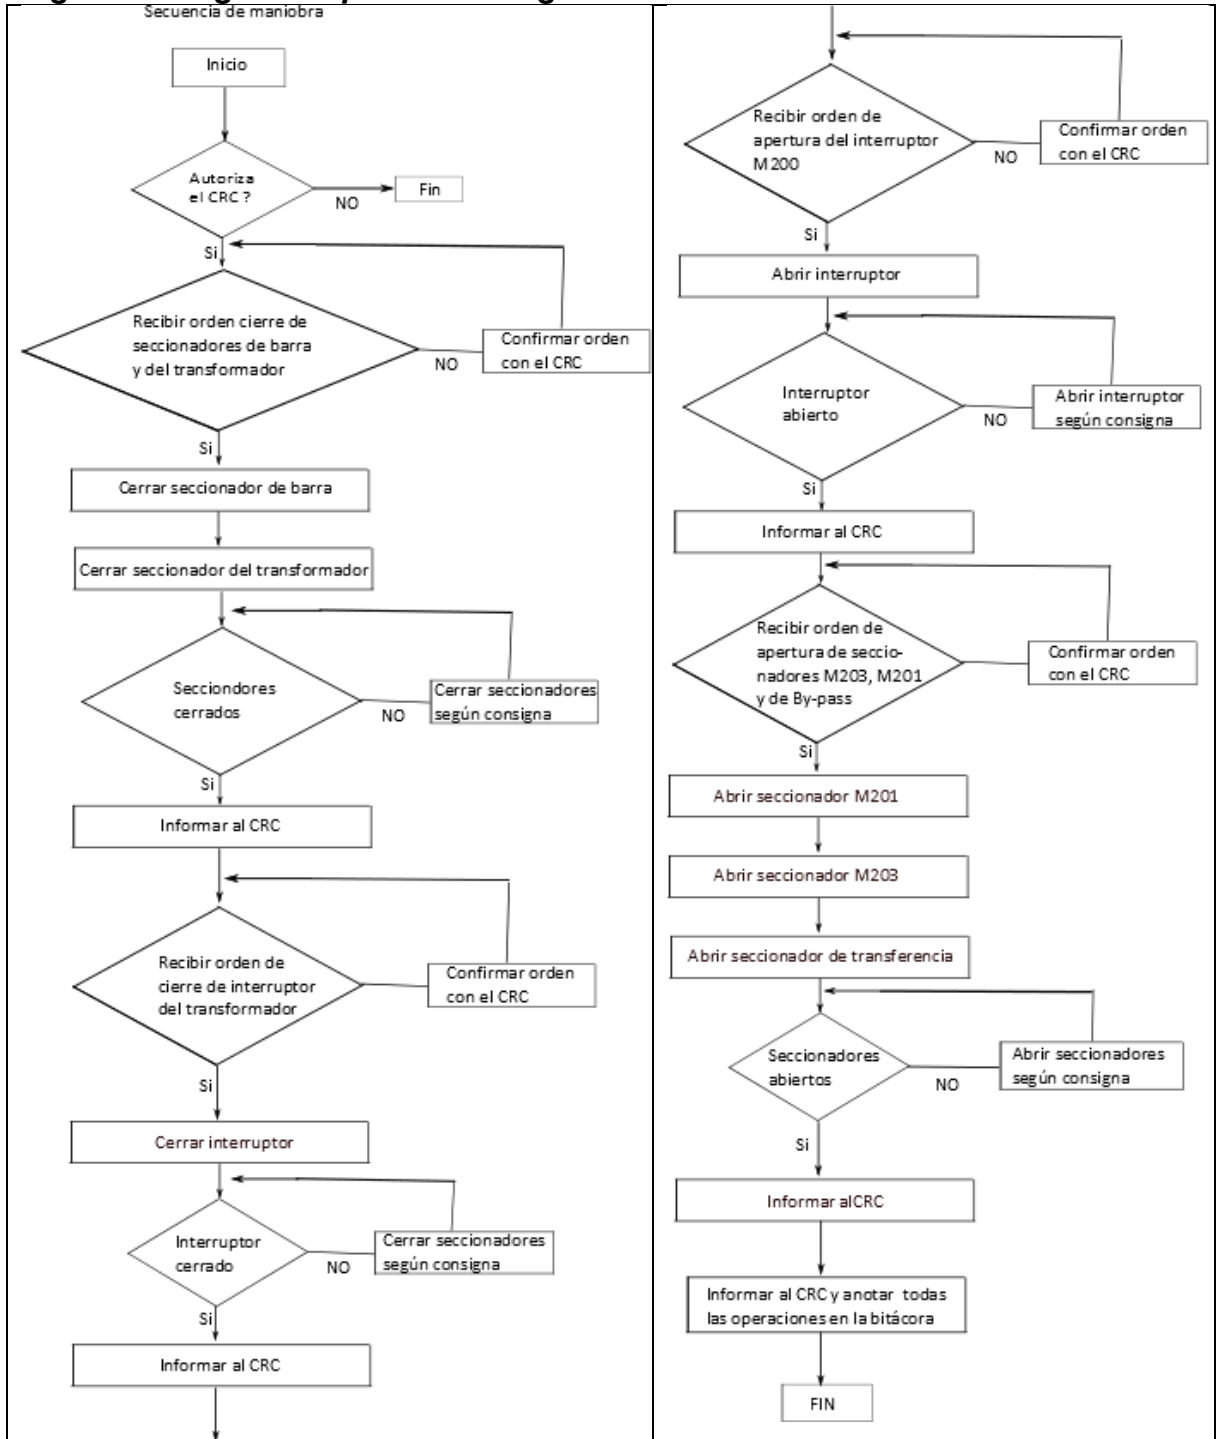 Secuencia de maniobra
Inicio
Autoriza
el CRC ?
NO
Fin
Si
Recibir orden cierre de
seccionadores de barra
y del transformador
NO
Confirmar orden
con el CRC
Si
Cerrar seccionador de barra
Cerrar seccionador del transformador
Secciondores
cerrados
NO
Cerrar seccionadores
según consigna
Si
Informar al CRC
Recibir orden de
cierre de interruptor
del transformador
NO
Confirmar orden
con el CRC
Si
Cerrar interruptor
Interruptor
cerrado
NO
Cerrar seccionadores
según consigna
Si
Informar al CRC
Recibir orden de
apertura del interruptor
M200
NO
Confirmar orden
con el CRC
Si
Abrir interruptor
Interruptor
abierto
NO
Abrir interruptor
según consigna
Si
Informar al CRC
Recibir orden de
apertura de seccio-
nadores M203, M201
y de By-pass
NO
Confirmar orden
con el CRC
Si
Abrir seccionador M201
Abrir seccionador M203
Abrir seccionador de transferencia
Seccionadores
abiertos
NO
Abrir seccionadores
según consigna
Si
Informar alCRC
Informar al CRC y anotar todas
las operaciones en la bitácora
FIN